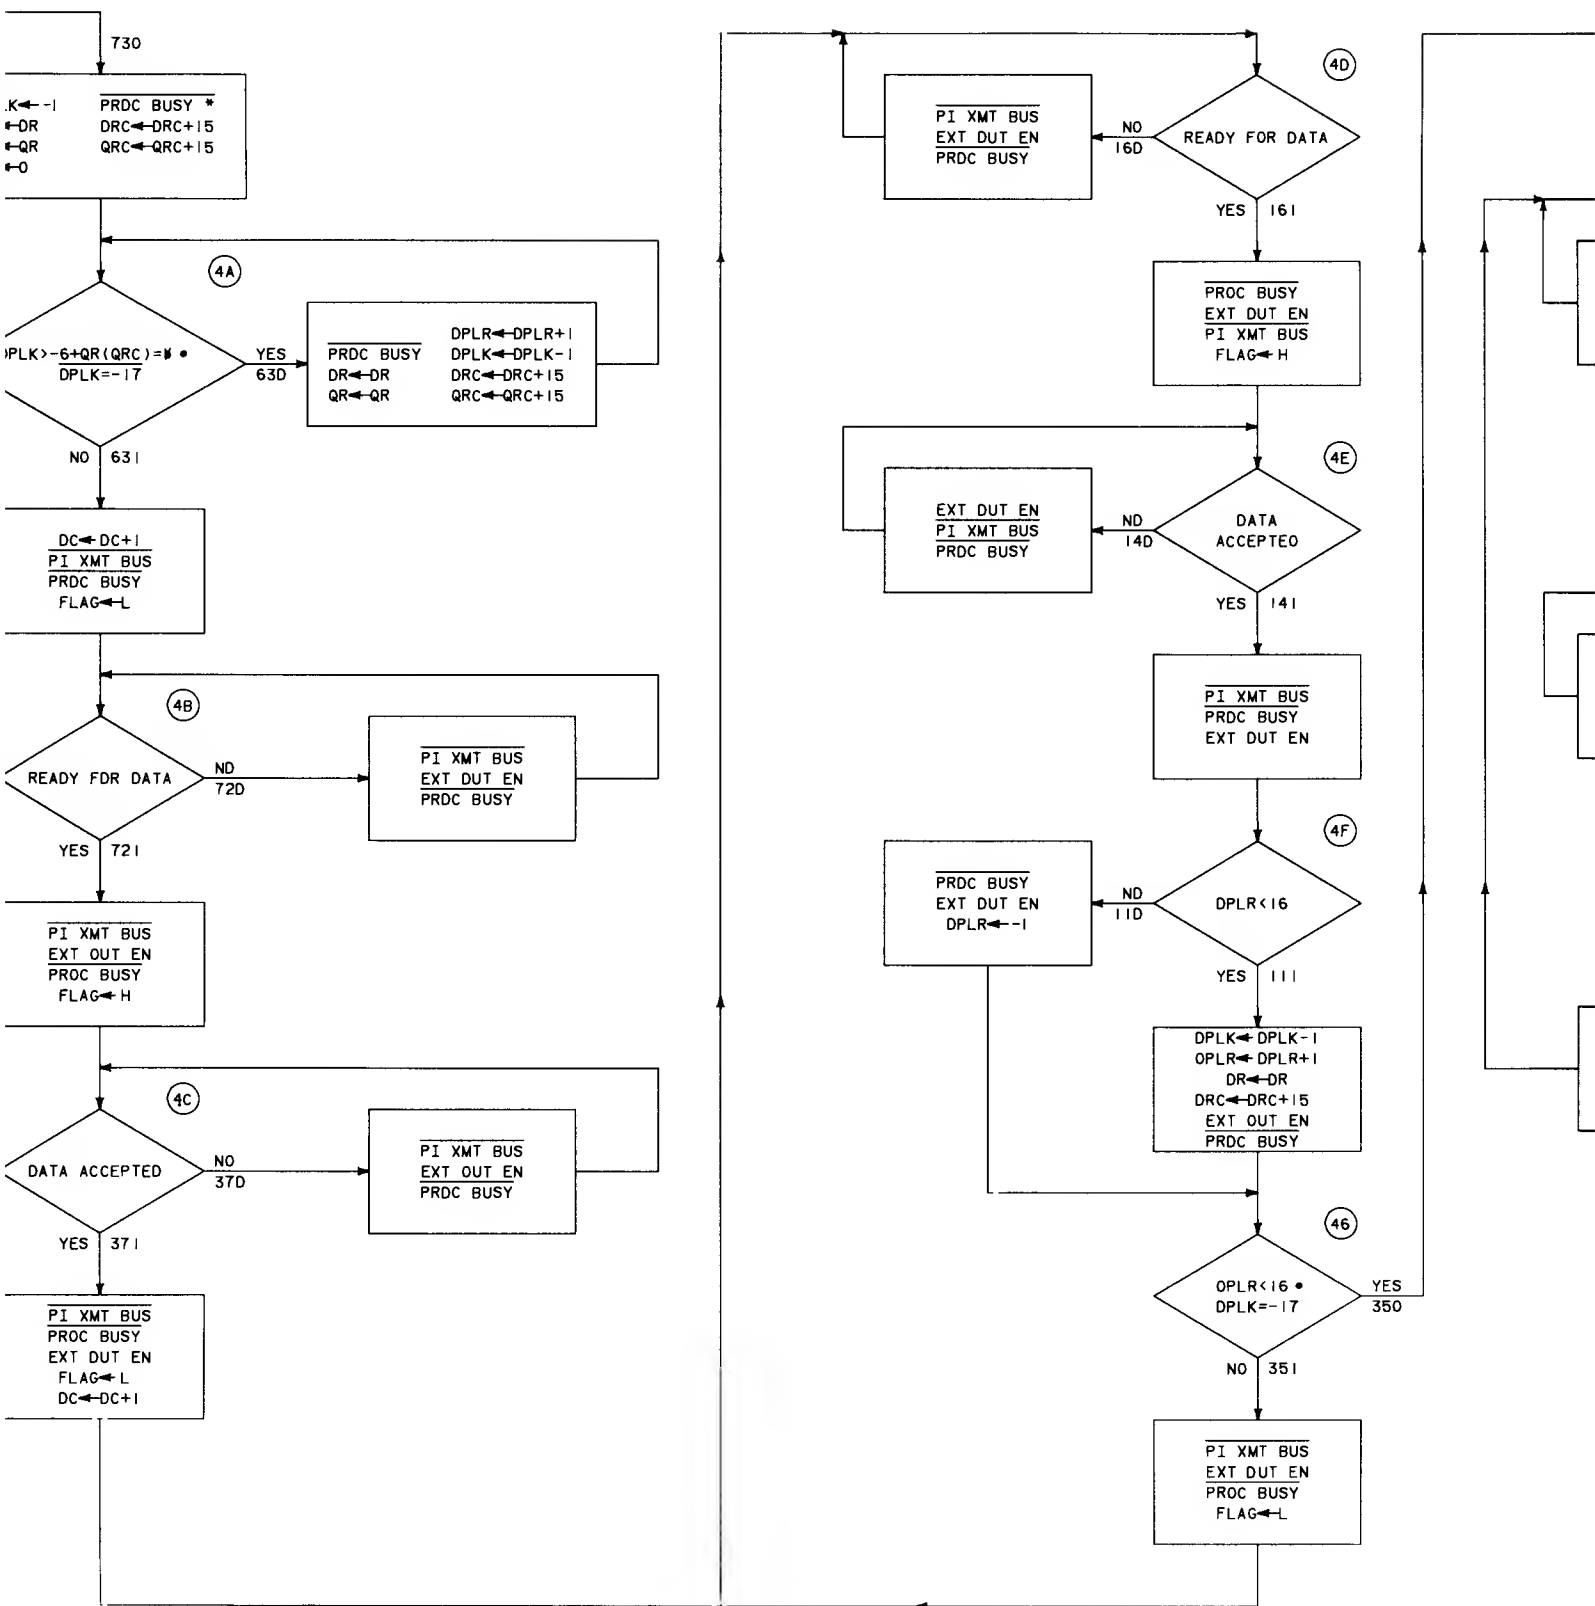 730
LK←-1 PRDC BUSY *
←DR DRC←DRC+15
←QR QRC←QRC+15
←0
4A
DPLK>-6+QR(QRC)=¥ •
DPLK=-17
YES
63D
PRDC BUSY
DR←DR
QR←QR
DPLR←DPLR+1
DPLK←DPLK-1
DRC←DRC+15
QRC←QRC+15
NO 631
DC←DC+1
PI XMT BUS
PRDC BUSY
FLAG←L
4B
READY FDR DATA
ND
72D
PI XMT BUS
EXT DUT EN
PRDC BUSY
YES 721
PI XMT BUS
EXT OUT EN
PROC BUSY
FLAG←H
4C
DATA ACCEPTED
NO
37D
PI XMT BUS
EXT OUT EN
PRDC BUSY
YES 371
PI XMT BUS
PROC BUSY
EXT DUT EN
FLAG←L
DC←DC+1
4D
READY FOR DATA
NO
16D
PI XMT BUS
EXT DUT EN
PRDC BUSY
YES 161
PROC BUSY
EXT DUT EN
PI XMT BUS
FLAG←H
4E
DATA
ACCEPTEO
ND
14D
EXT DUT EN
PI XMT BUS
PRDC BUSY
YES 141
PI XMT BUS
PRDC BUSY
EXT DUT EN
4F
DPLR<16
ND
11D
PRDC BUSY
EXT DUT EN
DPLR←-1
YES 111
DPLK←DPLK-1
OPLR←DPLR+1
DR←DR
DRC←DRC+15
EXT OUT EN
PRDC BUSY
46
OPLR<16 •
DPLK=-17
YES
350
NO 351
PI XMT BUS
EXT DUT EN
PROC BUSY
FLAG←L